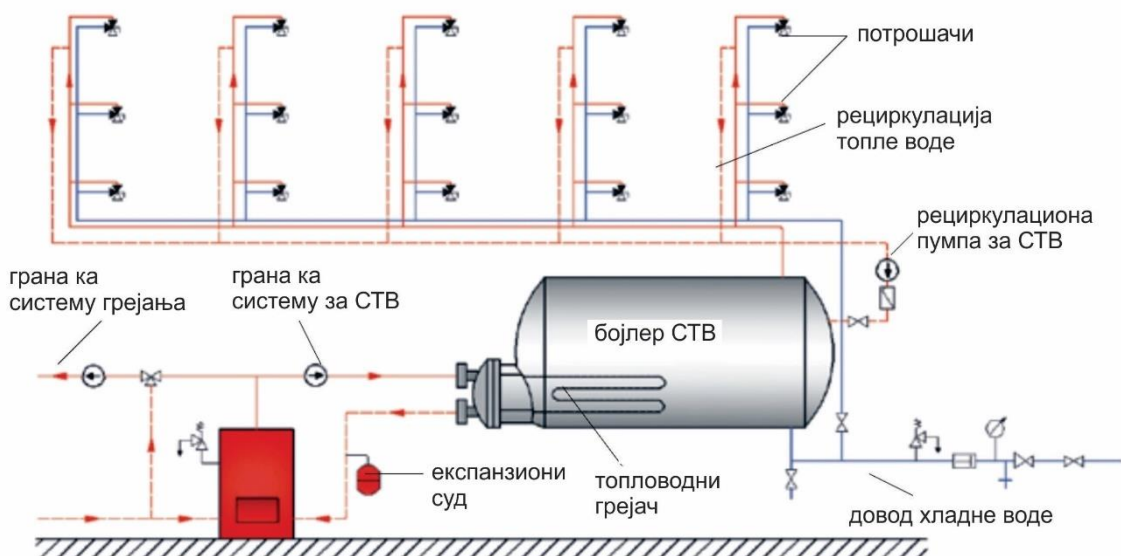 потрошачи
рециркулација
топле воде
рециркулациона
пумпа за СТВ
грана ка
систему грејања
грана ка
систему за СТВ
бојлер СТВ
експанзиони
суд
топловодни
грејач
довод хладне воде